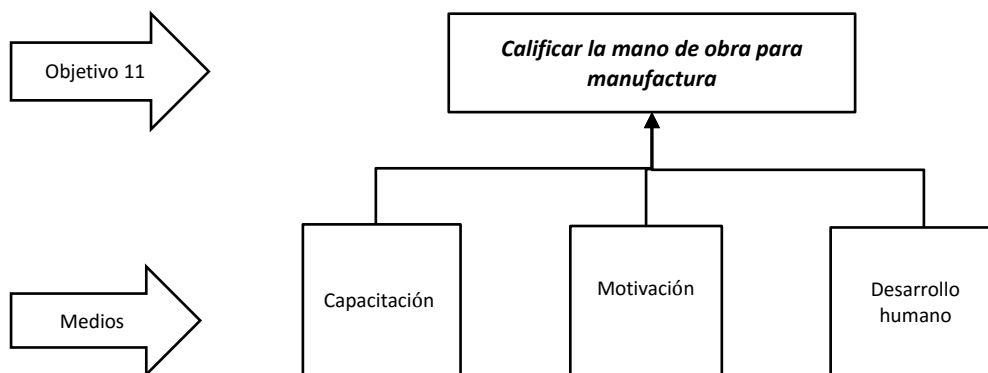 Objetivo 11
Calificar la mano de obra para
manufactura
Medios
Capacitación
Motivación
Desarrollo
humano